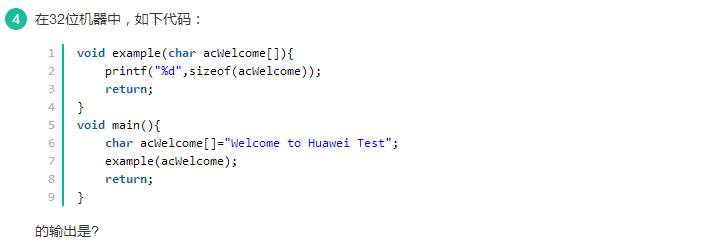 4 在32位机器中，如下代码：
1 void example(char acWelcome[]){
2     printf("%d",sizeof(acWelcome));
3     return;
4 }
5 void main(){
6     char acWelcome[]="Welcome to Huawei Test";
7     example(acWelcome);
8     return;
9 }
的输出是？